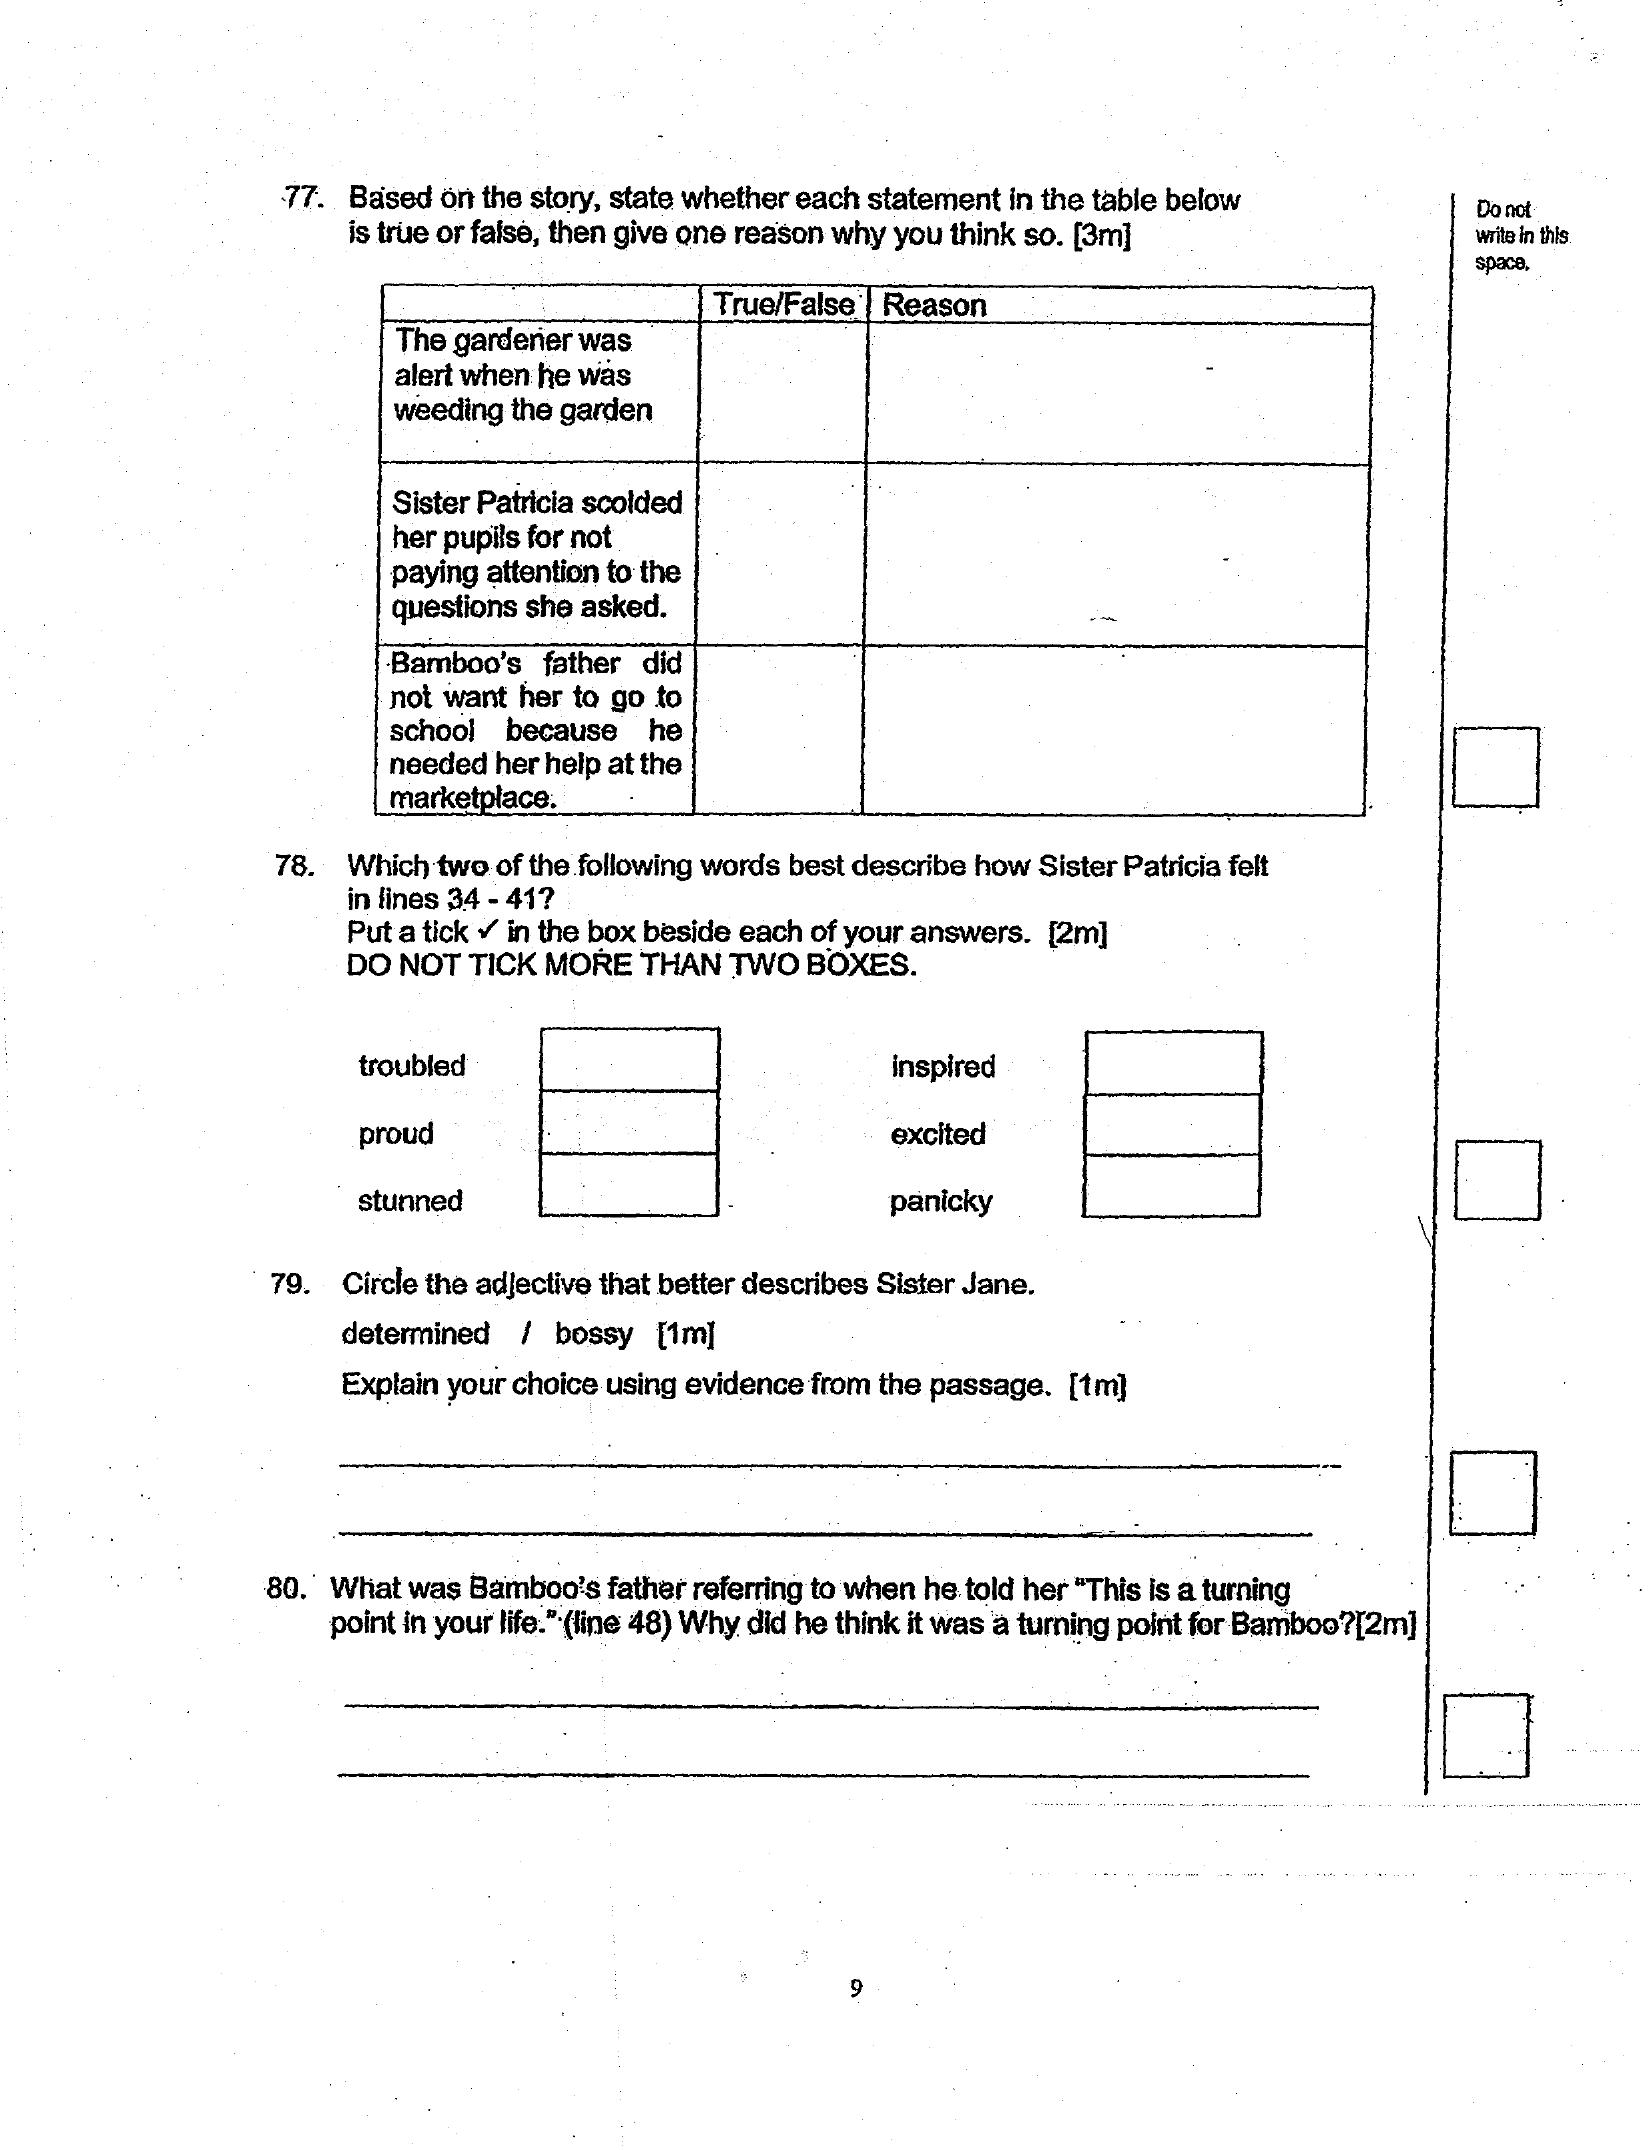 77. Based on the story, state whether each statement in the table below
is true or false, then give one reason why you think so. [3m]
Do not
write in this
space.
True/False Reason
The gardener was
alert when he was
weeding the garden
Sister Patricia scolded
her pupils for not
paying attention to the
questions she asked.
Bamboo's father did
not want her to go to
school because he
needed her help at the
marketplace.
78. Which two of the following words best describe how Sister Patricia felt
in lines 34 - 41?
Put a tick ✓ in the box beside each of your answers. [2m]
DO NOT TICK MORE THAN TWO BOXES.
troubled inspired
proud excited
stunned panicky
79. Circle the adjective that better describes Sister Jane.
determined / bossy [1m]
Explain your choice using evidence from the passage. [1m]
80. What was Bamboo's father referring to when he told her "This is a turning
point in your life." (line 48) Why did he think it was a turning point for Bamboo?[2m]
9